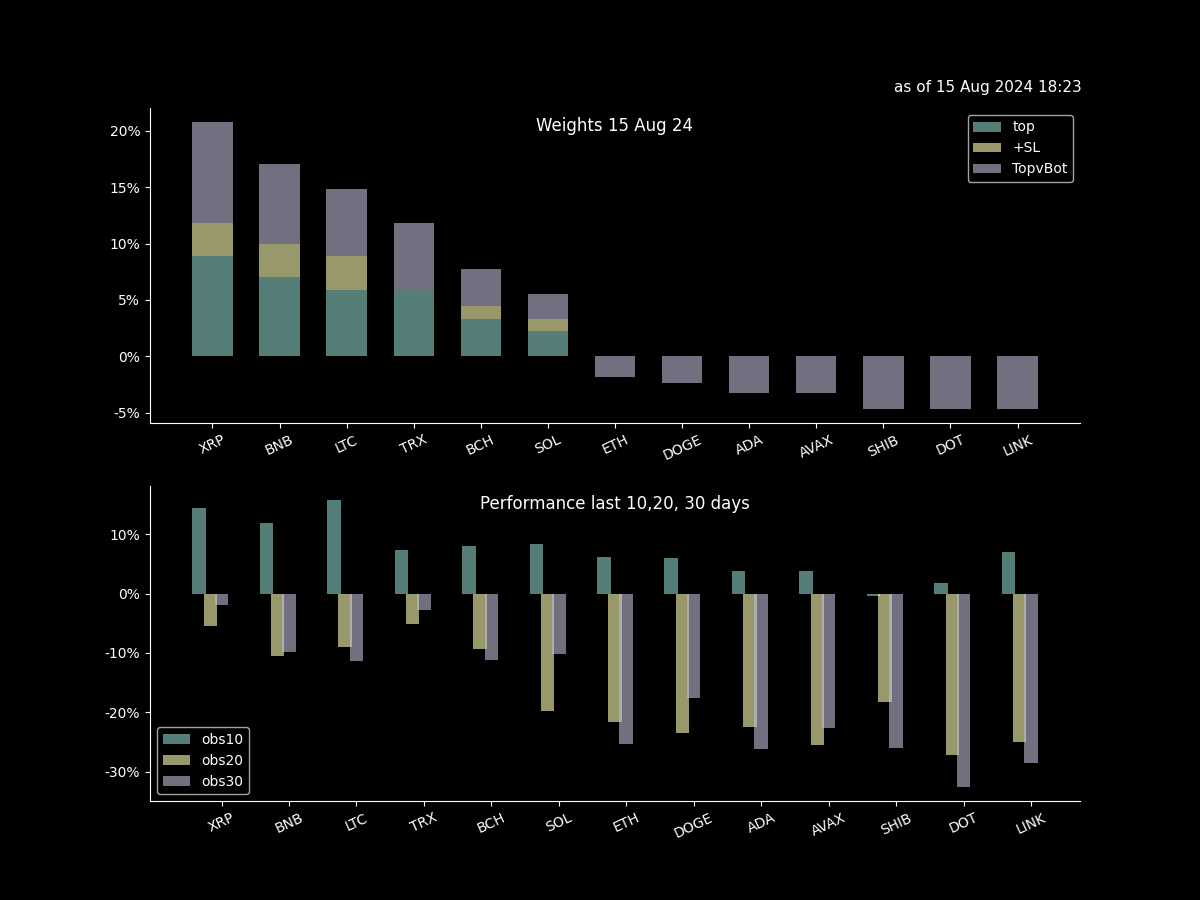 as of 15 Aug 2024 18:23
Weights 15 Aug 24
top
+SL
TopvBot
20%
15%
10%
5%
0%
-5%
XRP BNB LTC TRX BCH SOL ETH DOGE ADA AVAX SHIB DOT LINK
Performance last 10,20, 30 days
10%
0%
-10%
-20%
-30%
obs10
obs20
obs30
XRP BNB LTC TRX BCH SOL ETH DOGE ADA AVAX SHIB DOT LINK